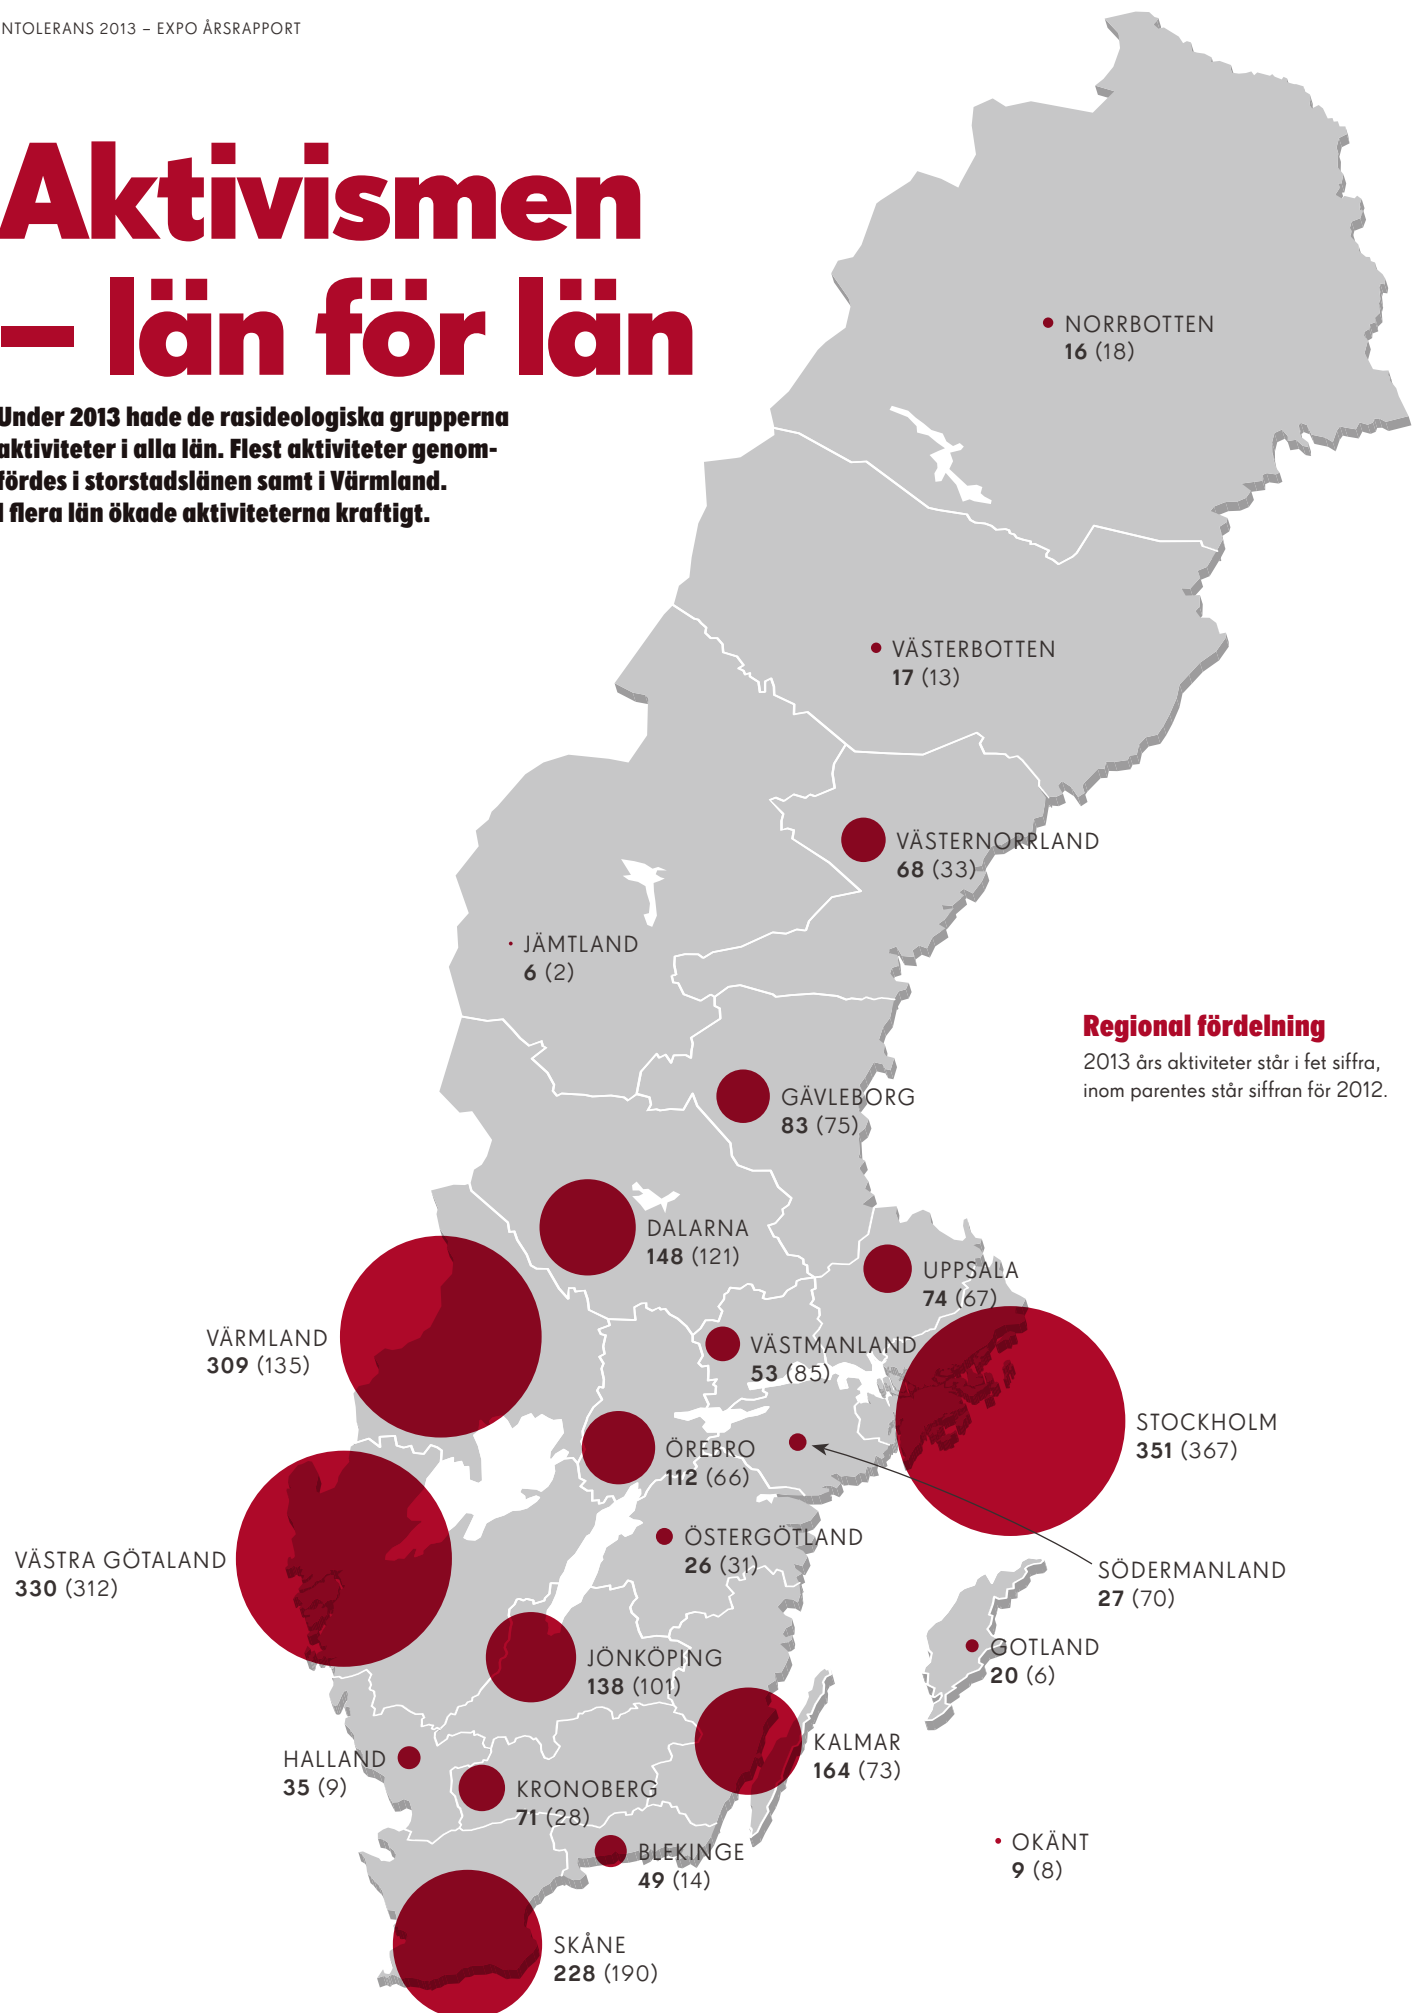 NTOLERANS 2013 – EXPO ÅRSRAPPORT
Aktivismen
– län för län
Under 2013 hade de rasideologiska grupperna
aktiviteter i alla län. Flest aktiviteter genom-
fördes i storstadslänen samt i Värmland.
I flera län ökade aktiviteterna kraftigt.
NORRBOTTEN
16 (18)
VÄSTERBOTTEN
17 (13)
VÄSTERNORRLAND
68 (33)
JÄMTLAND
6 (2)
Regional fördelning
2013 års aktiviteter står i fet siffra,
inom parentes står siffran för 2012.
GÄVLEBORG
83 (75)
DALARNA
148 (121)
UPPSALA
74 (67)
VÄRMLAND
309 (135)
VÄSTMANLAND
53 (85)
STOCKHOLM
351 (367)
ÖREBRO
112 (66)
ÖSTERGÖTLAND
26 (31)
VÄSTRA GÖTALAND
330 (312)
SÖDERMANLAND
27 (70)
GOTLAND
20 (6)
JÖNKÖPING
138 (101)
KALMAR
164 (73)
HALLAND
35 (9)
KRONOBERG
71 (28)
BLEKINGE
49 (14)
OKÄNT
9 (8)
SKÅNE
228 (190)